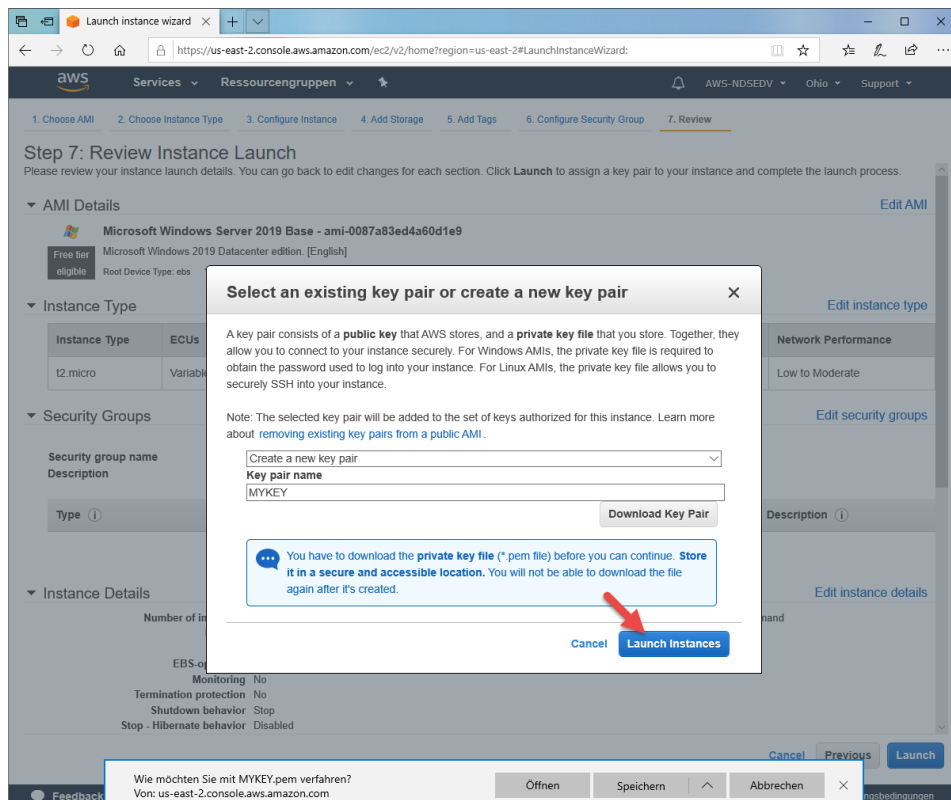 Launch instance wizard
https://us-east-2.console.aws.amazon.com/ec2/v2/home?region=us-east-2#LaunchInstanceWizard:
aws Services Ressourcengruppen AWS-NDSEDV Ohio Support
1. Choose AMI 2. Choose Instance Type 3. Configure Instance 4. Add Storage 5. Add Tags 6. Configure Security Group 7. Review
Step 7: Review Instance Launch
Please review your instance launch details. You can go back to edit changes for each section. Click Launch to assign a key pair to your instance and complete the launch process.
AMI Details Edit AMI
Microsoft Windows Server 2019 Base - ami-0087a83ed4a60d1e9
Free tier eligible
Microsoft Windows 2019 Datacenter edition. [English]
Root Device Type: ebs
Instance Type Edit instance type
Instance Type ECUs Network Performance
t2.micro Variable Low to Moderate
Security Groups Edit security groups
Security group name
Description
Type Description
Instance Details Edit instance details
Number of in
EBS-op
Monitoring No
Termination protection No
Shutdown behavior Stop
Stop - Hibernate behavior Disabled
Cancel Previous Launch
Select an existing key pair or create a new key pair
A key pair consists of a public key that AWS stores, and a private key file that you store. Together, they
allow you to connect to your instance securely. For Windows AMIs, the private key file is required to
obtain the password used to log into your instance. For Linux AMIs, the private key file allows you to
securely SSH into your instance.
Note: The selected key pair will be added to the set of keys authorized for this instance. Learn more
about removing existing key pairs from a public AMI .
Create a new key pair
Key pair name
MYKEY
Download Key Pair
You have to download the private key file (*.pem file) before you can continue. Store
it in a secure and accessible location. You will not be able to download the file
again after it's created.
Cancel Launch Instances
Wie möchten Sie mit MYKEY.pem verfahren?
Von: us-east-2.console.aws.amazon.com
Öffnen Speichern Abbrechen
Feedback